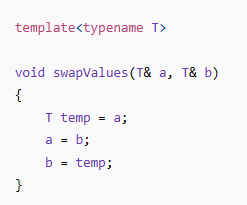 template<typename T>
void swapValues(T& a, T& b)
{
    T temp = a;
    a = b;
    b = temp;
}